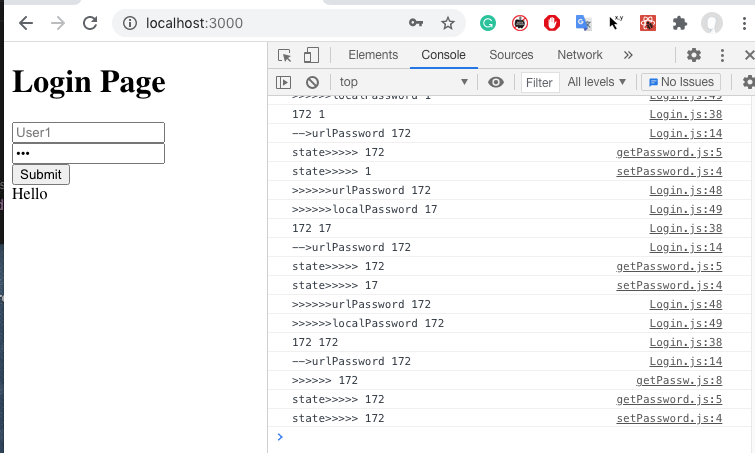 localhost:3000
x.y
Elements Console Sources Network »
top Filter All levels No Issues
Login Page
User1
•••
Submit
Hello
>>>>>>localPassword 1 Login.js:49
172 1 Login.js:38
-->urlPassword 172 Login.js:14
state>>>>> 172 getPassword.js:5
state>>>>> 1 setPassword.js:4
>>>>>>urlPassword 172 Login.js:48
>>>>>>localPassword 17 Login.js:49
172 17 Login.js:38
-->urlPassword 172 Login.js:14
state>>>>> 172 getPassword.js:5
state>>>>> 17 setPassword.js:4
>>>>>>urlPassword 172 Login.js:48
>>>>>>localPassword 172 Login.js:49
172 172 Login.js:38
-->urlPassword 172 Login.js:14
>>>>>> 172 getPassw.js:8
state>>>>> 172 getPassword.js:5
state>>>>> 172 setPassword.js:4
>